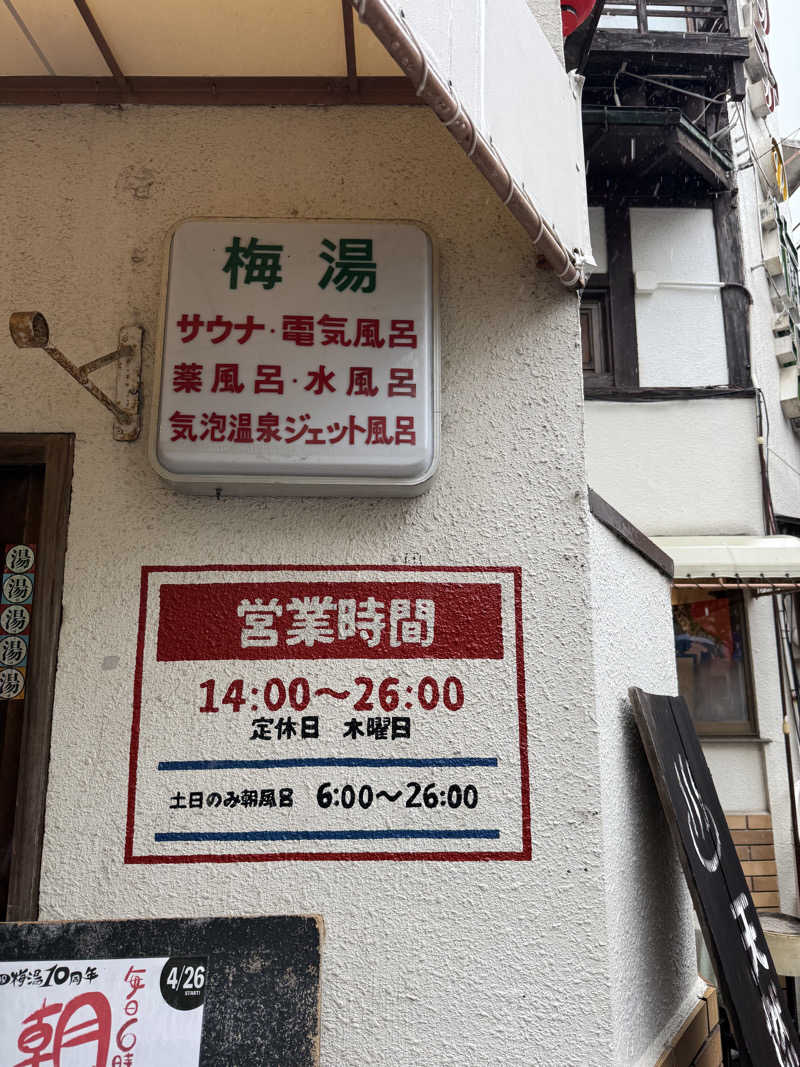 梅湯
サウナ・電気風呂
薬風呂・水風呂
気泡温泉ジェット風呂
湯
湯
湯
湯
湯
営業時間
14:00～26:00
定休日 木曜日
土日のみ朝風呂 6:00～26:00
梅湯10周年
朝
毎日6時
4/26
START!
天然